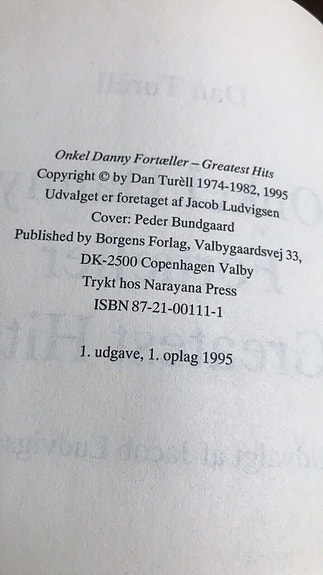 Onkel Danny Fortæller – Greatest Hits
Copyright © by Dan Turèll 1974-1982, 1995
Udvalget er foretaget af Jacob Ludvigsen
Cover: Peder Bundgaard
Published by Borgens Forlag, Valbygaardsvej 33,
DK-2500 Copenhagen Valby
Trykt hos Narayana Press
ISBN 87-21-00111-1
1. udgave, 1. oplag 1995